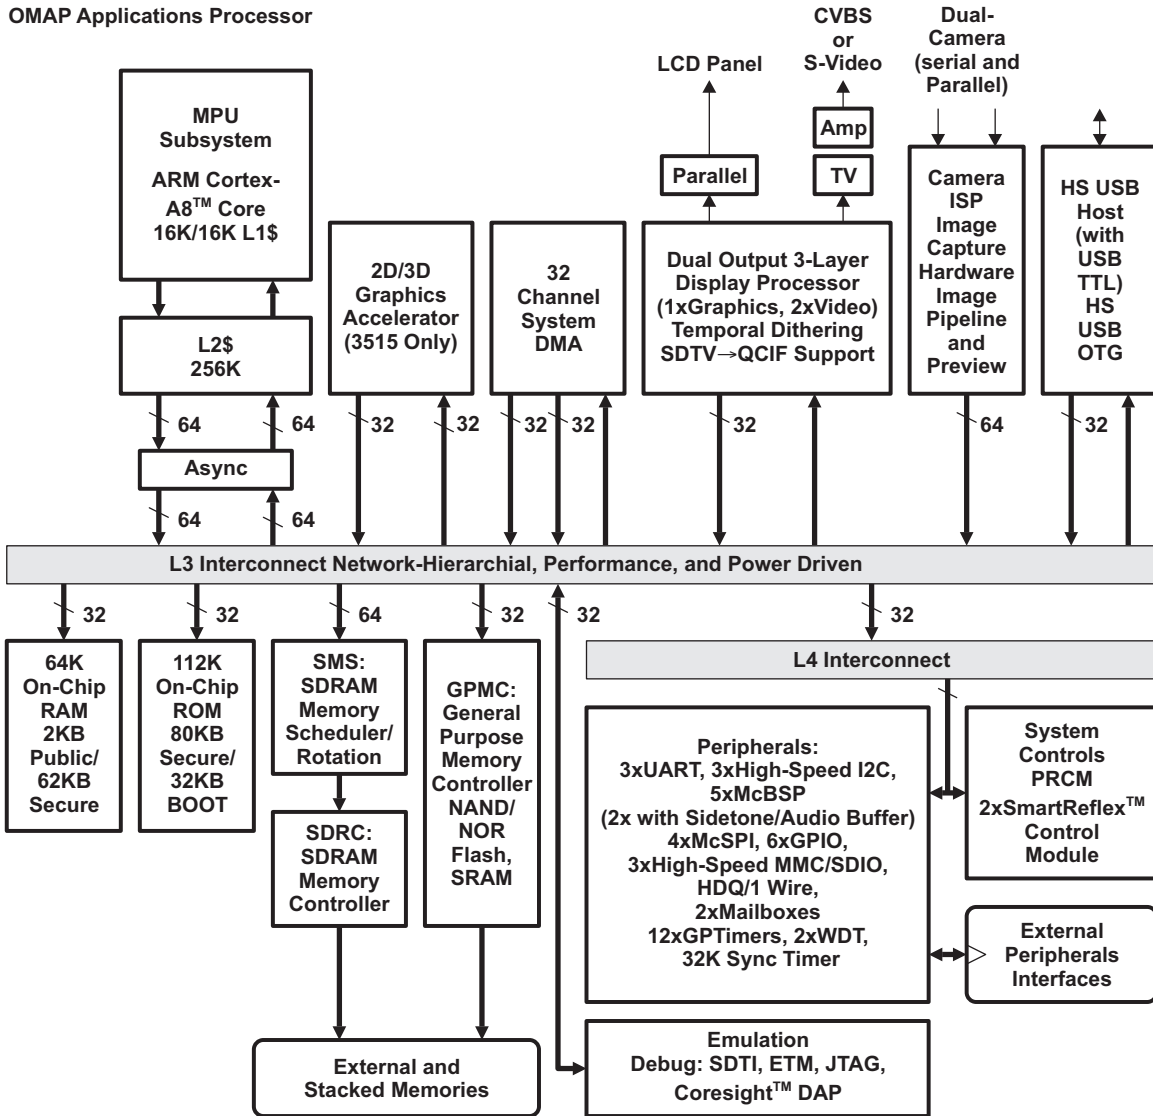 OMAP Applications Processor
CVBS
or
S-Video
Dual-
Camera
(serial and
Parallel)
LCD Panel
Amp
Parallel
TV
MPU
Subsystem
ARM Cortex-
A8™ Core
16K/16K L1$
2D/3D
Graphics
Accelerator
(3515 Only)
32
Channel
System
DMA
Dual Output 3-Layer
Display Processor
(1xGraphics, 2xVideo)
Temporal Dithering
SDTV→QCIF Support
Camera
ISP
Image
Capture
Hardware
Image
Pipeline
and
Preview
HS USB
Host
(with
USB
TTL)
HS
USB
OTG
L2$
256K
64
64
32
32
32
32
32
64
32
Async
64
64
L3 Interconnect Network-Hierarchial, Performance, and Power Driven
32
32
64
32
32
32
64K
On-Chip
RAM
2KB
Public/
62KB
Secure
112K
On-Chip
ROM
80KB
Secure/
32KB
BOOT
SMS:
SDRAM
Memory
Scheduler/
Rotation
SDRC:
SDRAM
Memory
Controller
GPMC:
General
Purpose
Memory
Controller
NAND/
NOR
Flash,
SRAM
L4 Interconnect
Peripherals:
3xUART, 3xHigh-Speed I2C,
5xMcBSP
(2x with Sidetone/Audio Buffer)
4xMcSPI, 6xGPIO,
3xHigh-Speed MMC/SDIO,
HDQ/1 Wire,
2xMailboxes
12xGPTimers, 2xWDT,
32K Sync Timer
System
Controls
PRCM
2xSmartReflex™
Control
Module
External
Peripherals
Interfaces
External and
Stacked Memories
Emulation
Debug: SDTI, ETM, JTAG,
Coresight™ DAP